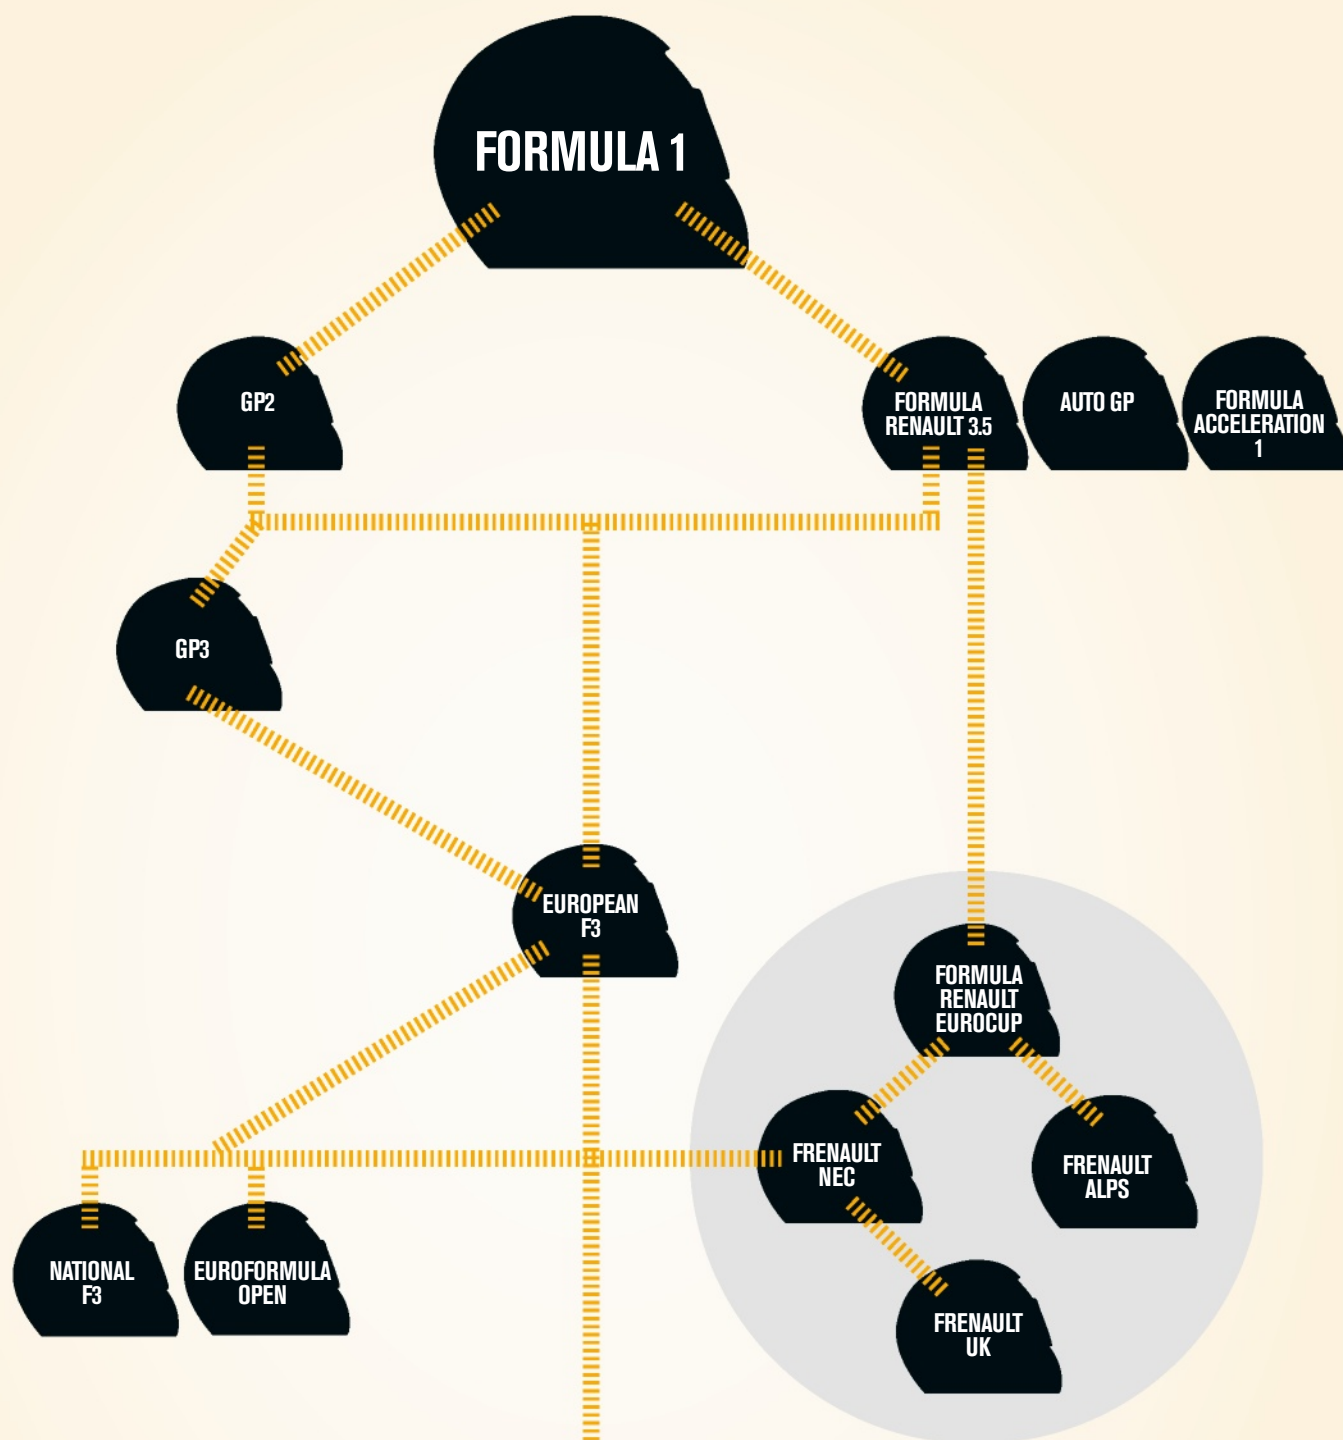 FORMULA 1
GP2
FORMULA
RENAULT 3.5
AUTO GP
FORMULA
ACCELERATION
1
GP3
EUROPEAN
F3
FORMULA
RENAULT
EUROCUP
FRENAULT
NEC
FRENAULT
ALPS
NATIONAL
F3
EUROFORMULA
OPEN
FRENAULT
UK